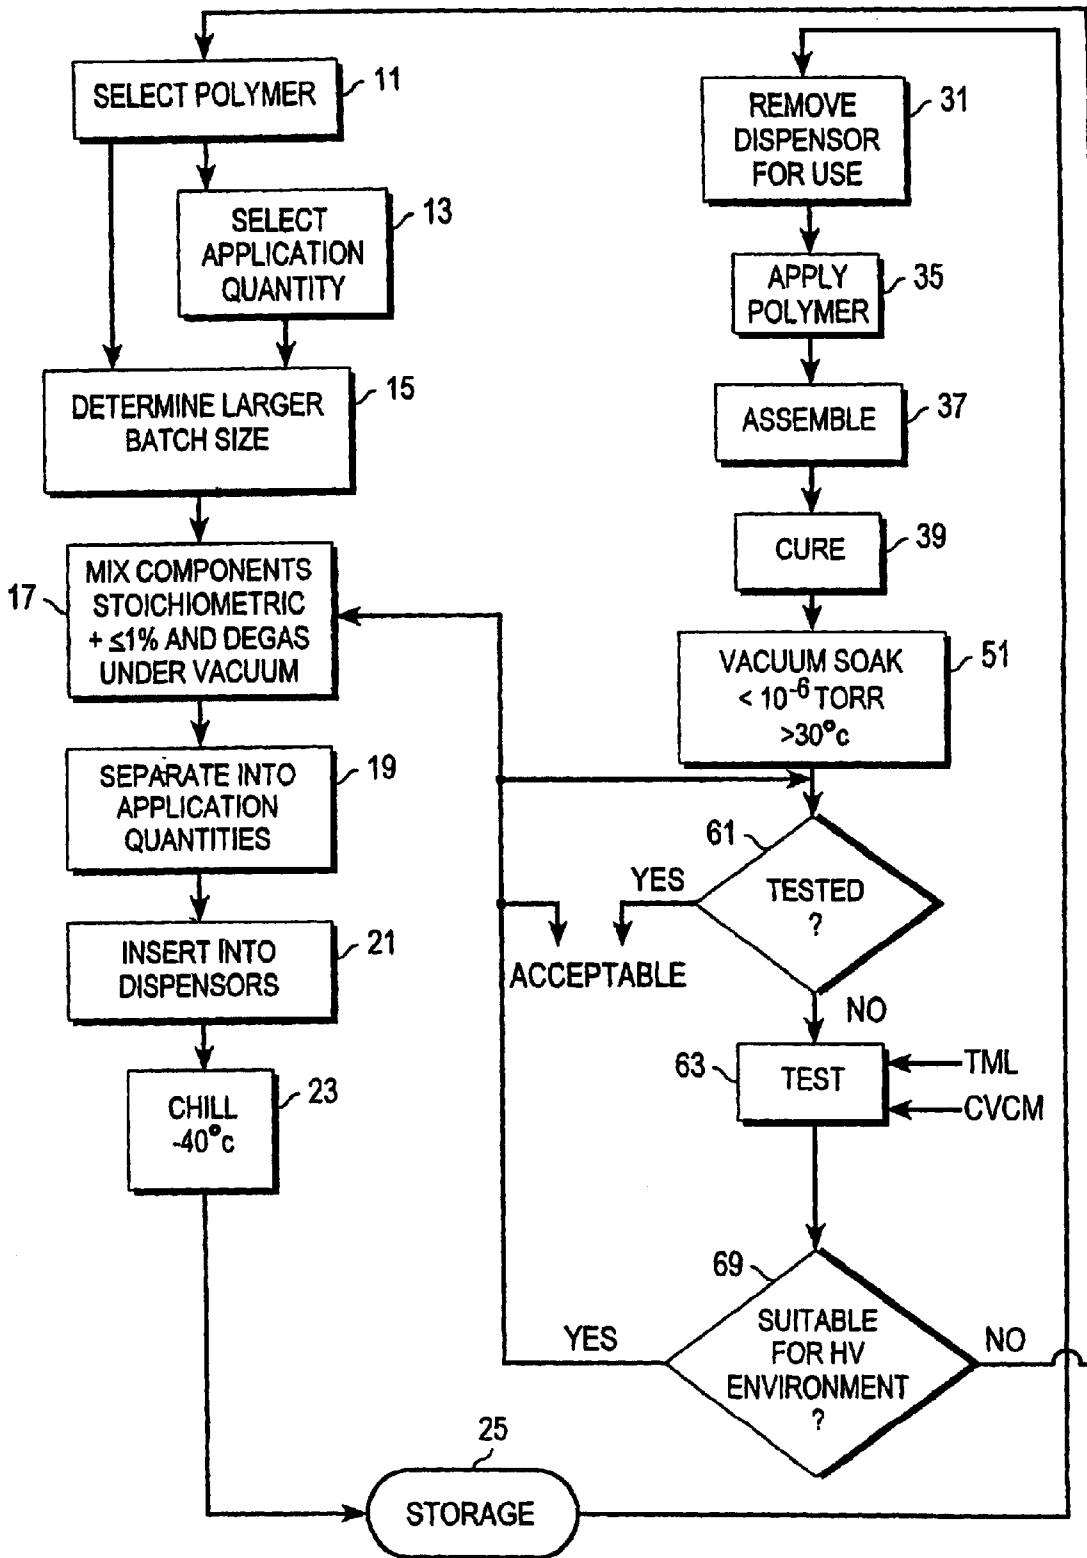 SELECT POLYMER
11
SELECT
APPLICATION
QUANTITY
13
DETERMINE LARGER
BATCH SIZE
15
17
MIX COMPONENTS
STOICHIOMETRIC
+ ≤1% AND DEGAS
UNDER VACUUM
SEPARATE INTO
APPLICATION
QUANTITIES
19
INSERT INTO
DISPENSORS
21
CHILL
-40°c
23
25
STORAGE
REMOVE
DISPENSOR
FOR USE
31
APPLY
POLYMER
35
ASSEMBLE
37
CURE
39
VACUUM SOAK
< 10⁻⁶ TORR
>30°c
51
61
TESTED
?
YES
ACCEPTABLE
NO
63
TEST
TML
CVCM
69
SUITABLE
FOR HV
ENVIRONMENT
?
YES
NO